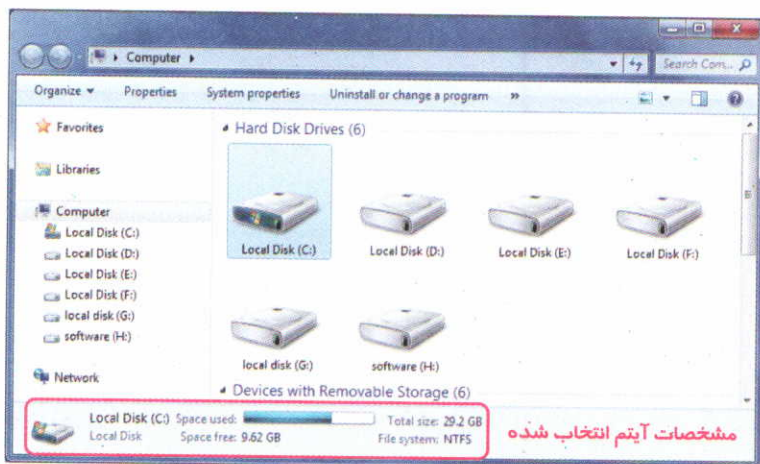 Computer
Search Com...
Organize Properties System properties Uninstall or change a program »
Favorites
Libraries
Computer
Local Disk (C:)
Local Disk (D:)
Local Disk (E:)
Local Disk (F:)
local disk (G:)
software (H:)
Network
Hard Disk Drives (6)
Local Disk (C:) Local Disk (D:) Local Disk (E:) Local Disk (F:)
local disk (G:) software (H:)
Devices with Removable Storage (6)
Local Disk (C:) Space used: Total size: 29.2 GB
Local Disk Space free: 9.62 GB File system: NTFS
مشخصات آیتم انتخاب شده